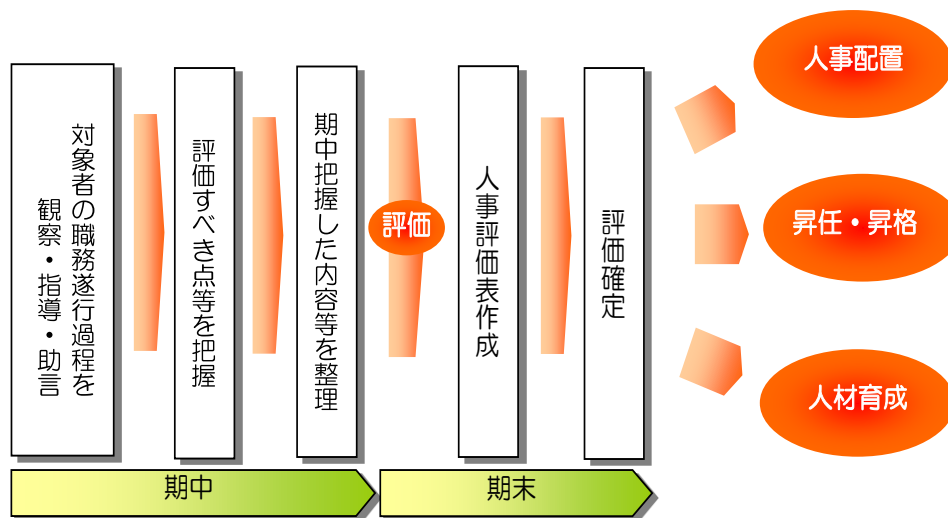 対象者の職務遂行過程を
観察・指導・助言
評価すべき点等を把握
期中把握した内容等を整理
評価
人事評価表作成
評価確定
人事配置
昇任・昇格
人材育成
期中
期末